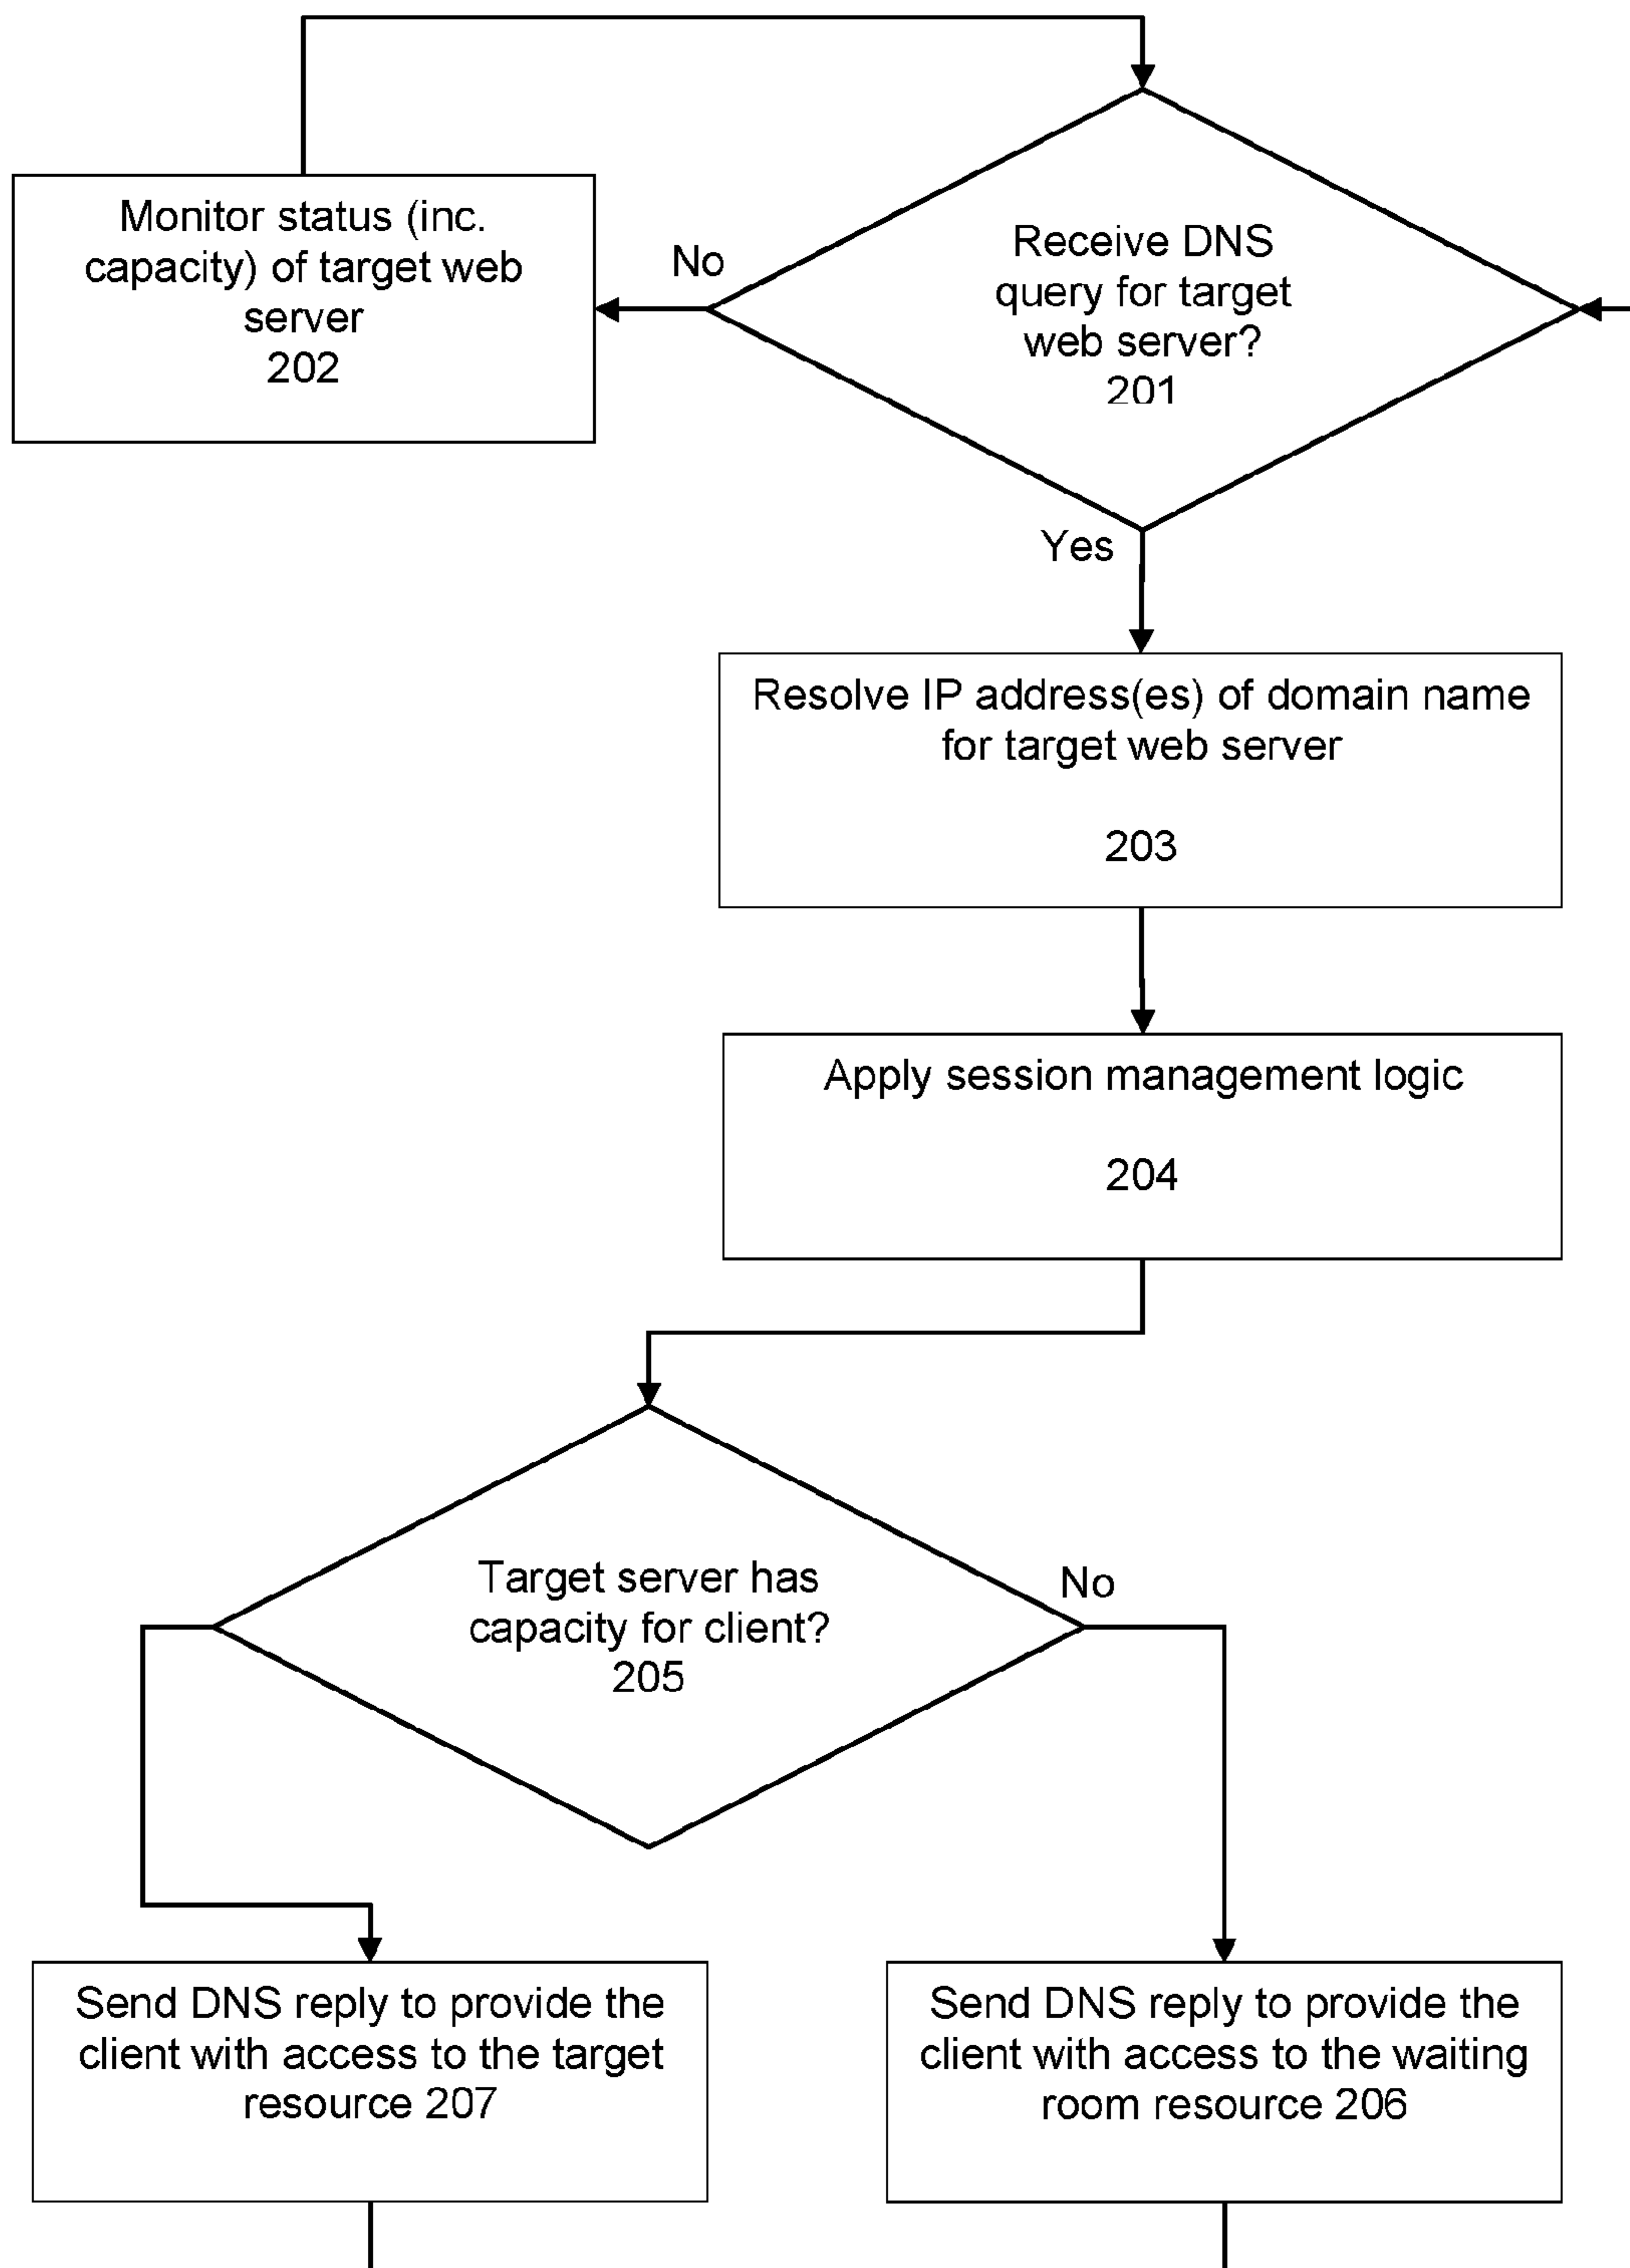 Monitor status (inc.
capacity) of target web
server
202
No
Receive DNS
query for target
web server?
201
Yes
Resolve IP address(es) of domain name
for target web server
203
Apply session management logic
204
Target server has
capacity for client?
205
No
Send DNS reply to provide the
client with access to the target
resource 207
Send DNS reply to provide the
client with access to the waiting
room resource 206